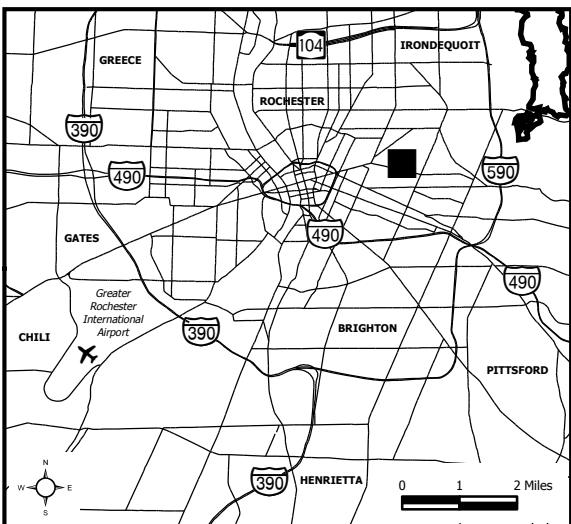 104
IRONDEQUOIT
GREECE
ROCHESTER
390
490
590
GATES
490
490
Greater
Rochester
International
Airport
390
BRIGHTON
CHILI
PITTSFORD
N
W
E
S
390
HENRIETTA
0
1
2 Miles